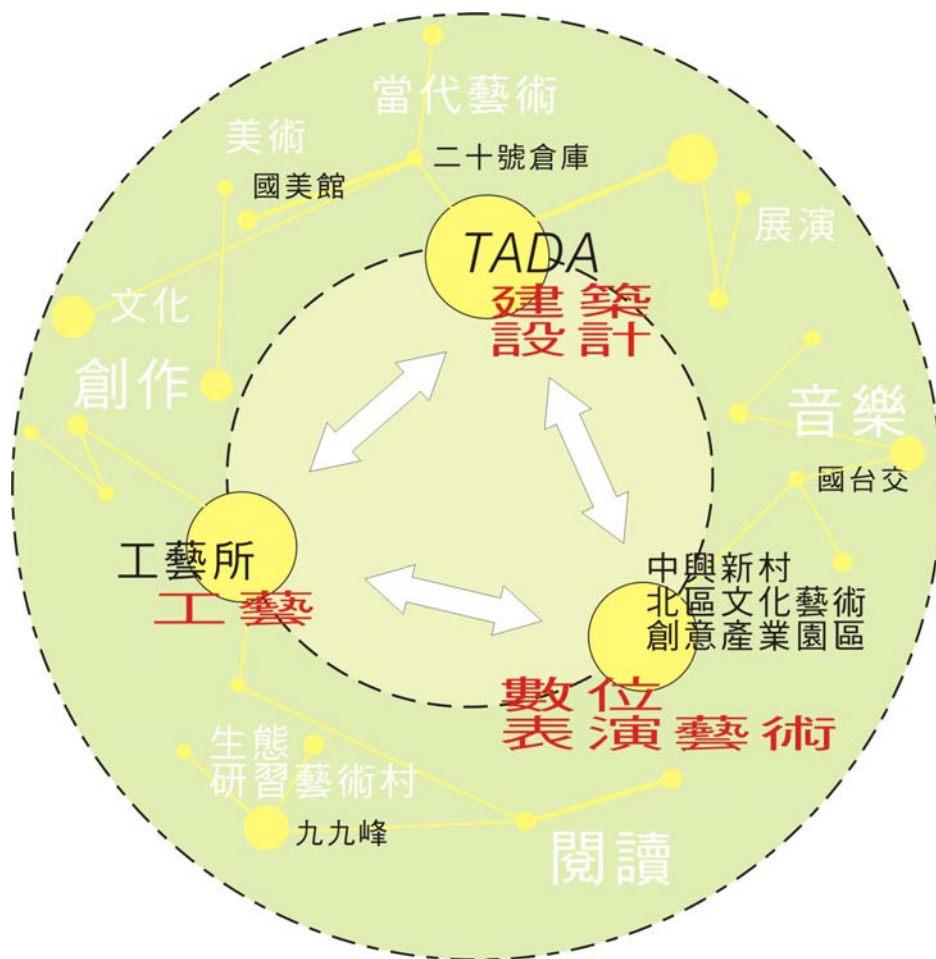 當代藝術
美術
二十號倉庫
國美館
展演
TADA
建築
設計
文化
創作
音樂
國台交
工藝所
工藝
中興新村
北區文化藝術
創意產業園區
數位
表演藝術
生態
研習藝術村
九九峰
閱讀